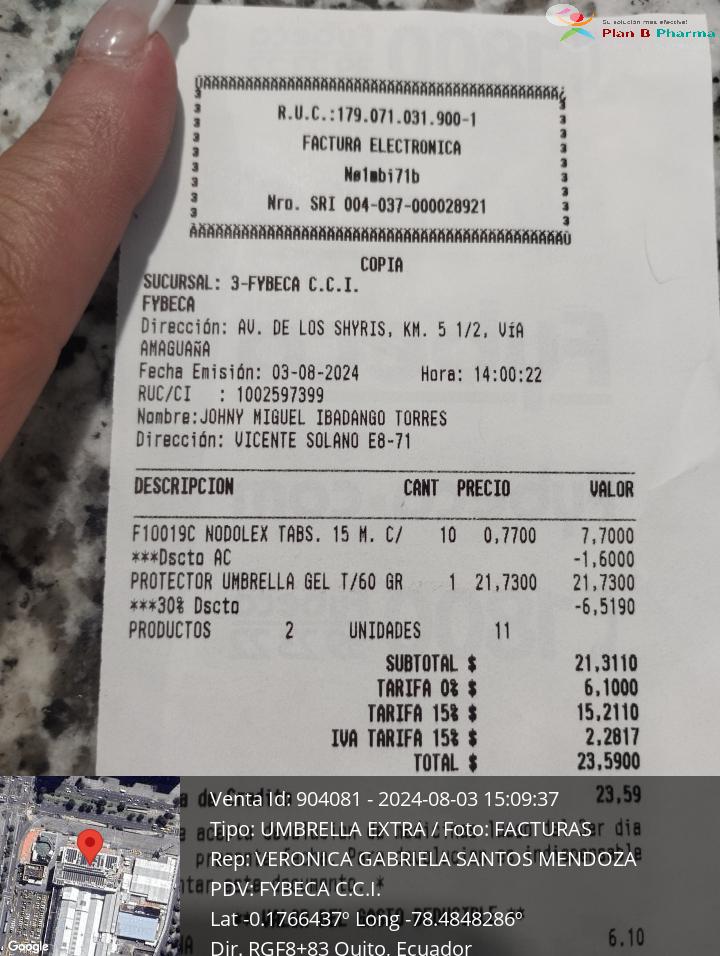 Su solución más efectiva!
Plan B Pharma
R.U.C.:179.071.031.900-1
FACTURA ELECTRONICA
Nø1mbi71b
Nro. SRI 004-037-000028921
COPIA
SUCURSAL: 3-FYBECA C.C.I.
FYBECA
Dirección: AV. DE LOS SHYRIS, KM. 5 1/2, VíA
AMAGUAñA
Fecha Emisión: 03-08-2024 Hora: 14:00:22
RUC/CI : 1002597399
Nombre:JOHNY MIGUEL IBADANGO TORRES
Dirección: VICENTE SOLANO E8-71
DESCRIPCION CANT PRECIO VALOR
F10019C NODOLEX TABS. 15 M. C/ 10 0,7700 7,7000
***Dscto AC -1,6000
PROTECTOR UMBRELLA GEL T/60 GR 1 21,7300 21,7300
***30% Dscto -6,5190
PRODUCTOS 2 UNIDADES 11
SUBTOTAL $ 21,3110
TARIFA 0% $ 6,1000
TARIFA 15% $ 15,2110
IVA TARIFA 15% $ 2,2817
TOTAL $ 23,5900
23,59
Venta Id: 904081 - 2024-08-03 15:09:37
Tipo: UMBRELLA EXTRA / Foto: FACTURAS
Rep: VERONICA GABRIELA SANTOS MENDOZA
PDV: FYBECA C.C.I.
Lat -0.1766437º Long -78.4848286º
Dir. RGF8+83 Quito, Ecuador
6.10
Google